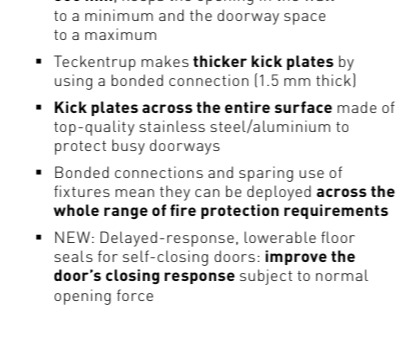 to a minimum and the doorway space
to a maximum
▪ Teckentrup makes thicker kick plates by
using a bonded connection (1.5 mm thick)
▪ Kick plates across the entire surface made of
top-quality stainless steel/aluminium to
protect busy doorways
▪ Bonded connections and sparing use of
fixtures mean they can be deployed across the
whole range of fire protection requirements
▪ NEW: Delayed-response, lowerable floor
seals for self-closing doors: improve the
door's closing response subject to normal
opening force